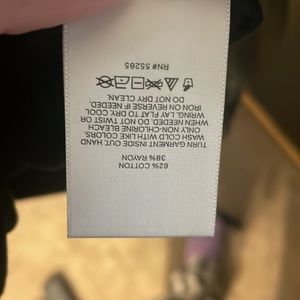 62% COTTON
38% RAYON
TURN GARMENT INSIDE OUT. HAND
WASH COLD WITH LIKE COLORS.
ONLY NON-CHLORINE BLEACH
WHEN NEEDED. DO NOT TWIST OR
WRING. LAY FLAT TO DRY. COOL
IRON ON REVERSE IF NEEDED.
DO NOT DRY CLEAN.
RN# 55285